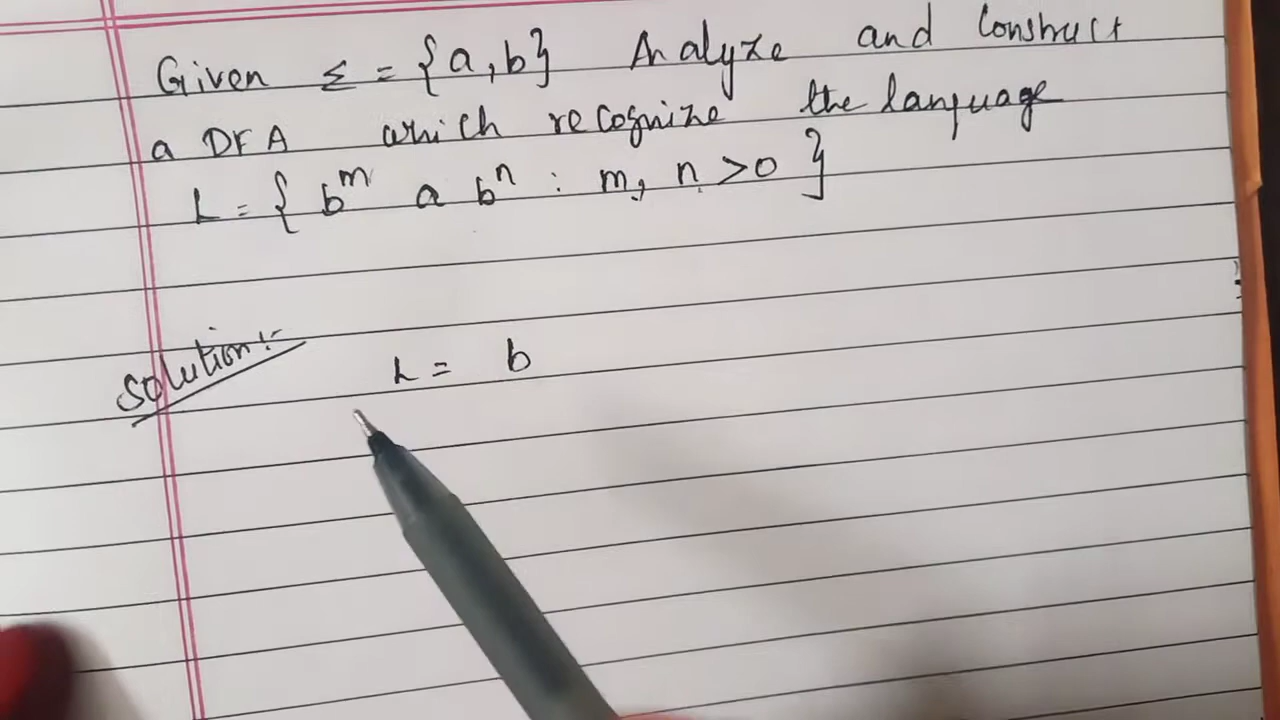 Given Σ = {a, b} Analyze and construct
a DFA which recognize the language
L = { b^m a b^n : m, n >0 }
Solution:-
L = b